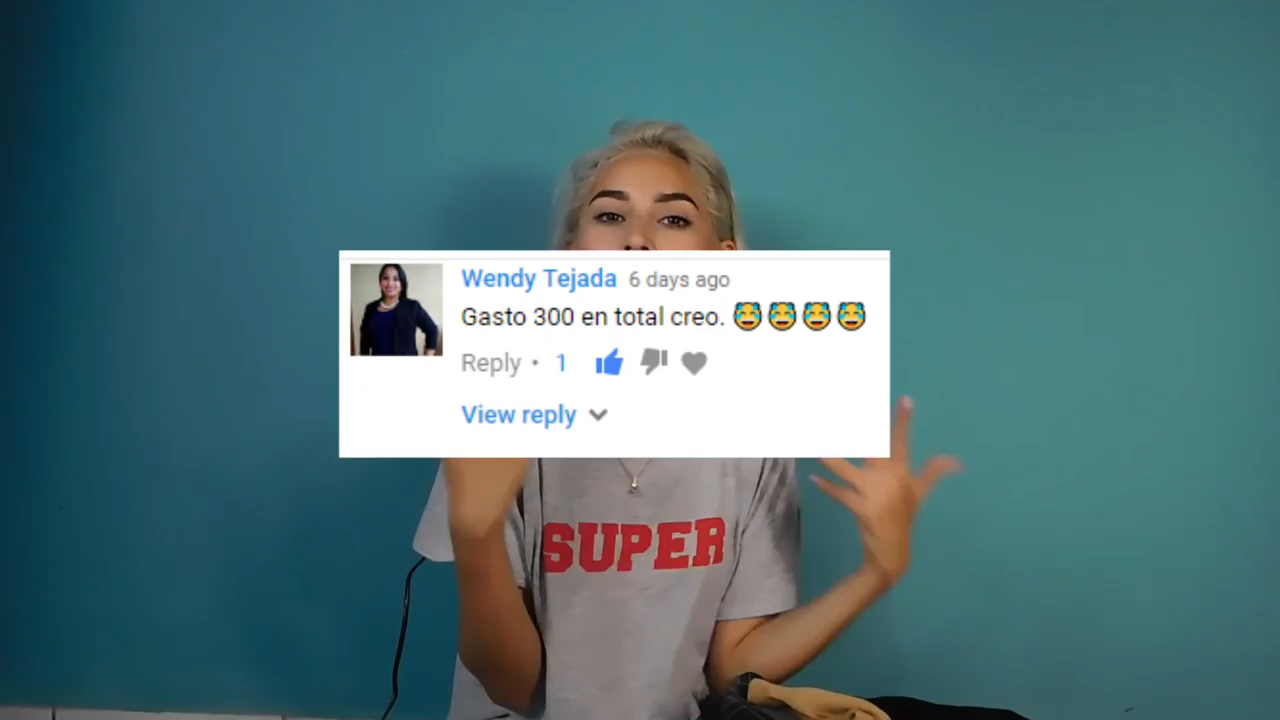 Wendy Tejada 6 days ago
Gasto 300 en total creo. 😂😂😂😂
Reply • 1
View reply
SUPER